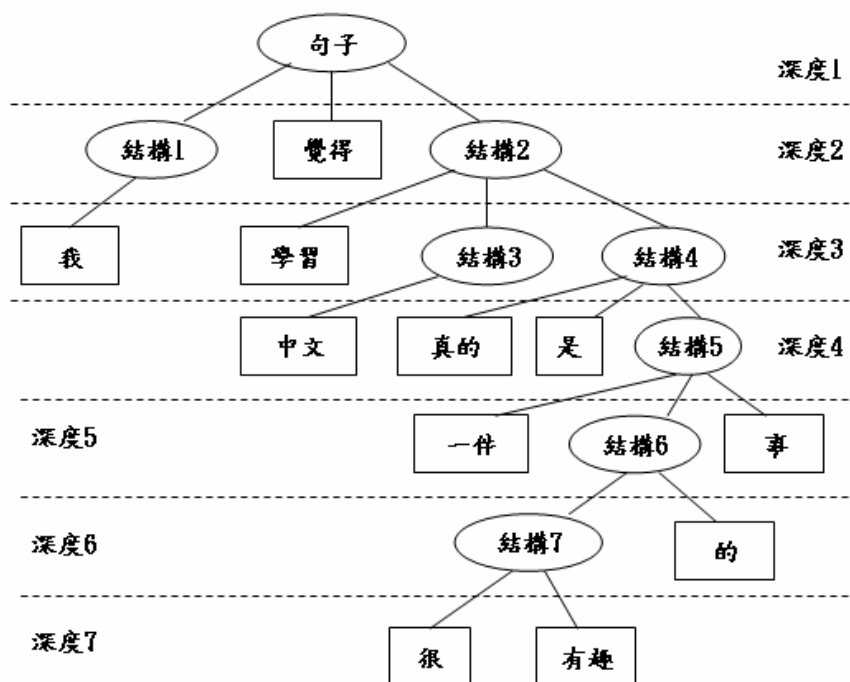 句子
深度1
結構1
覺得
結構2
深度2
我
學習
結構3
結構4
深度3
中文
真的
是
結構5
深度4
深度5
一件
結構6
事
深度6
結構7
的
深度7
很
有趣